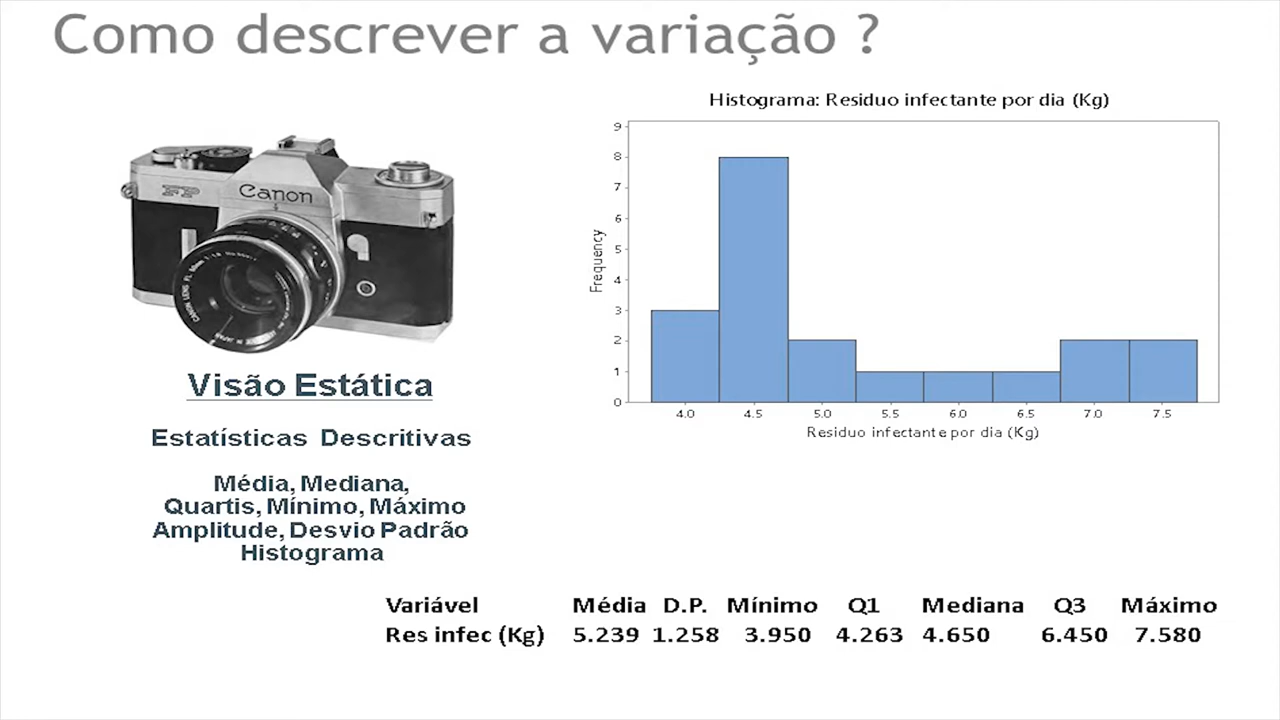 Como descrever a variação ?
Histograma: Residuo infectante por dia (Kg)
FP
Canon
Frequency
9
8
7
6
5
4
3
2
1
0
4.0 4.5 5.0 5.5 6.0 6.5 7.0 7.5
Residuo infectante por dia (Kg)
Visão Estática
Estatísticas Descritivas
Média, Mediana,
Quartis, Mínimo, Máximo
Amplitude, Desvio Padrão
Histograma
Variável Média D.P. Mínimo Q1 Mediana Q3 Máximo
Res infec (Kg) 5.239 1.258 3.950 4.263 4.650 6.450 7.580